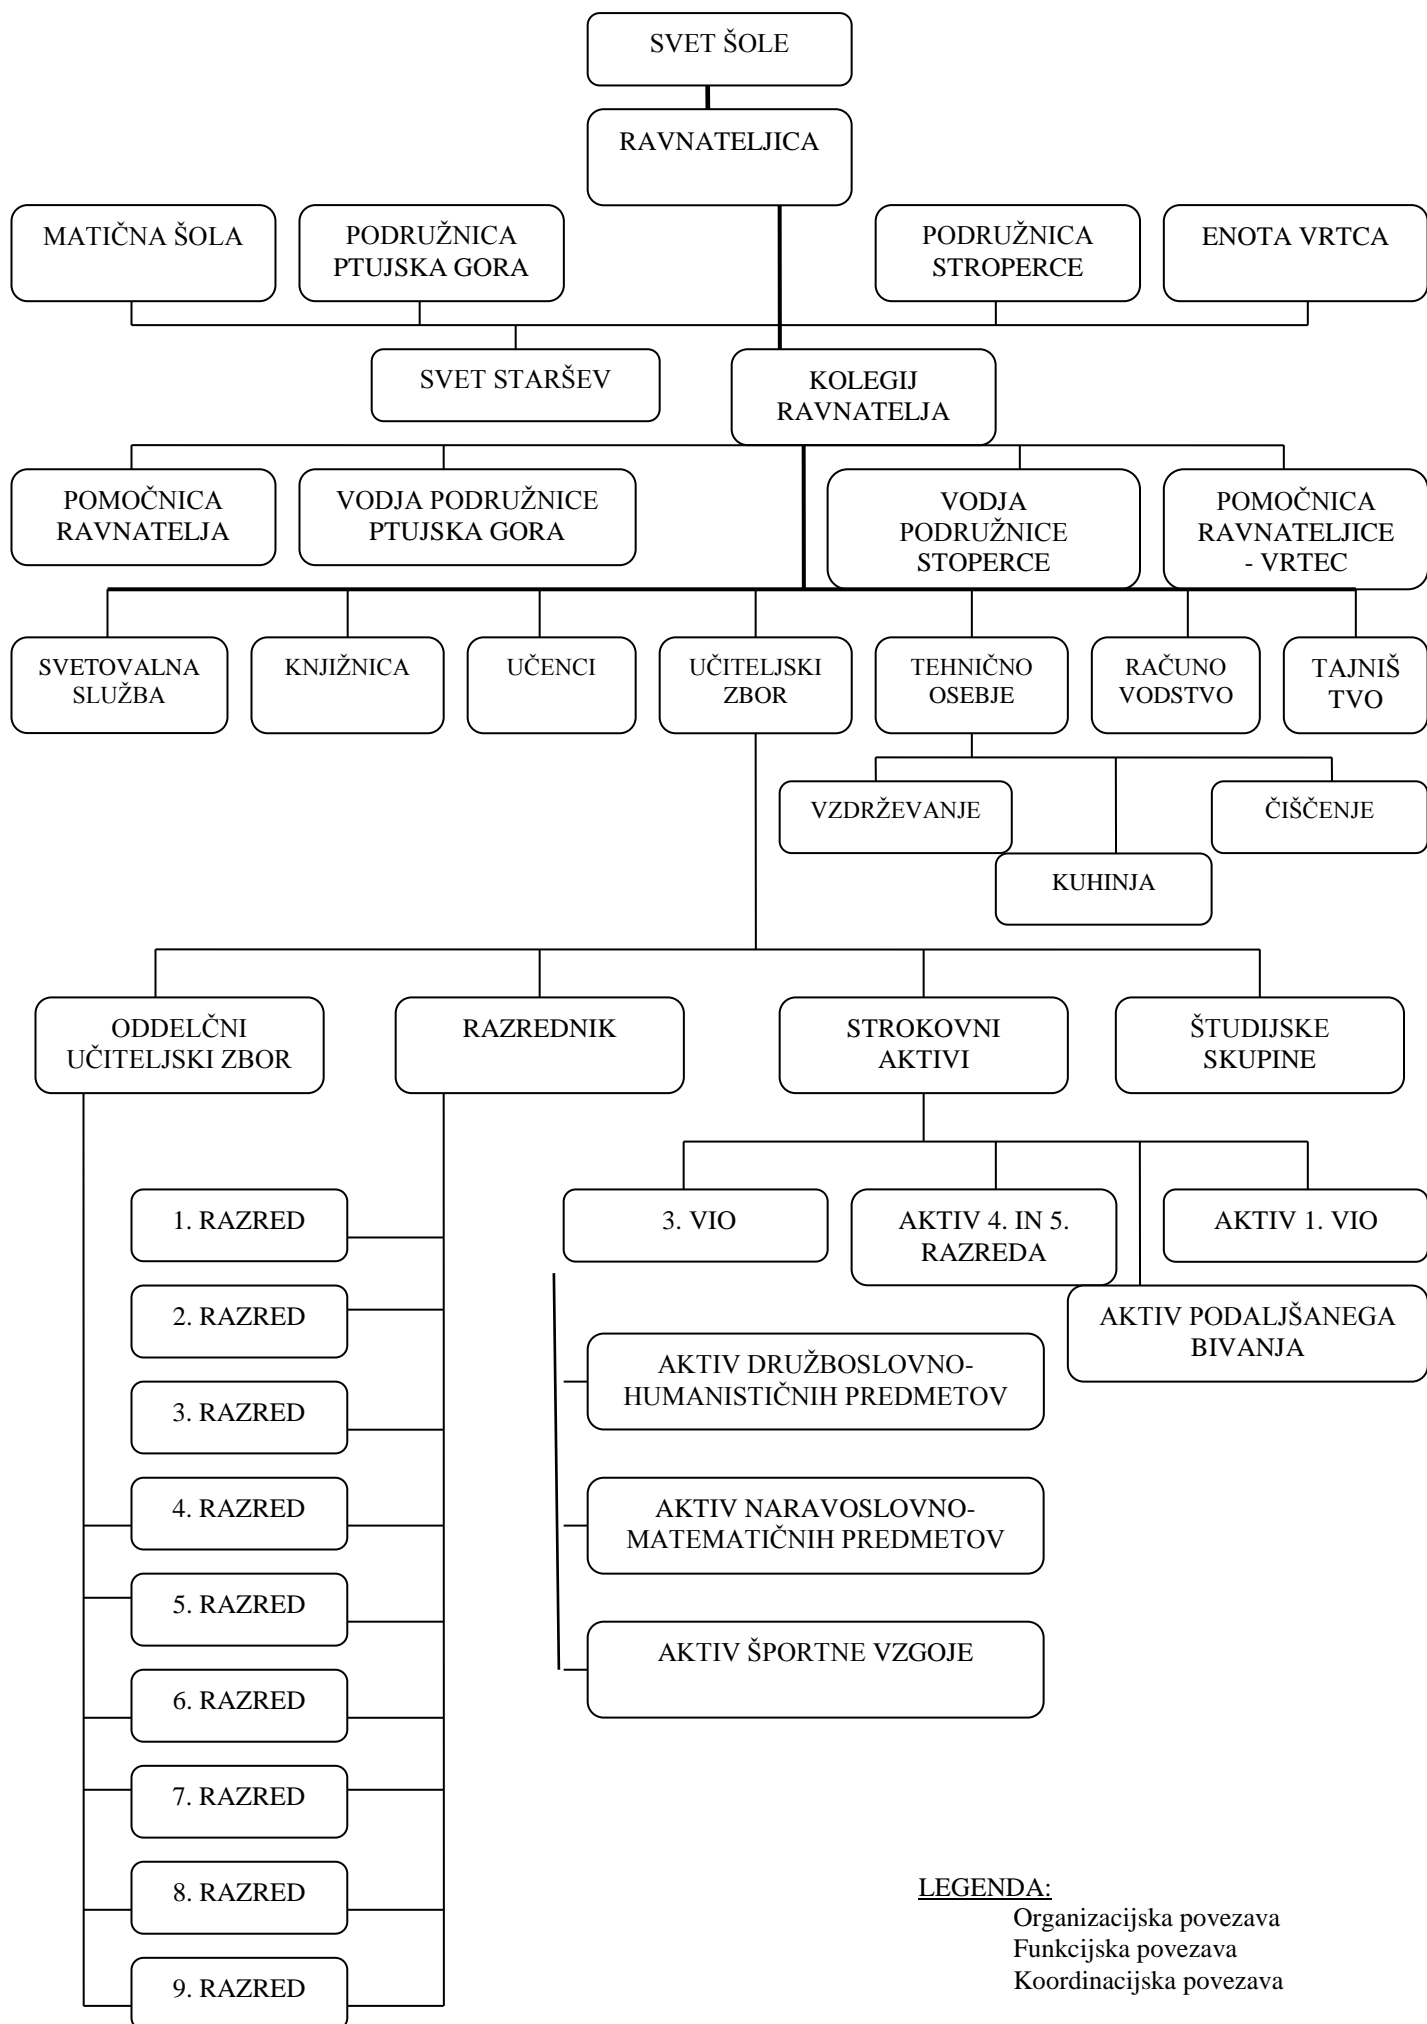 SVET ŠOLE
RAVNATELJICA
MATIČNA ŠOLA
PODRUŽNICA
PTUJSKA GORA
PODRUŽNICA
STROPERCE
ENOTA VRTCA
SVET STARŠEV
KOLEGIJ
RAVNATELJA
POMOČNICA
RAVNATELJA
VODJA PODRUŽNICE
PTUJSKA GORA
VODJA
PODRUŽNICE
STOPERCE
POMOČNICA
RAVNATELJICE
- VRTEC
SVETOVALNA
SLUŽBA
KNJIŽNICA
UČENCI
UČITELJSKI
ZBOR
TEHNIČNO
OSEBJE
RAČUNO
VODSTVO
TAJNIŠ
TVO
VZDRŽEVANJE
ČIŠČENJE
KUHINJA
ODDELČNI
UČITELJSKI ZBOR
RAZREDNIK
STROKOVNI
AKTIVI
ŠTUDIJSKE
SKUPINE
1. RAZRED
2. RAZRED
3. RAZRED
4. RAZRED
5. RAZRED
6. RAZRED
7. RAZRED
8. RAZRED
9. RAZRED
3. VIO
AKTIV 4. IN 5.
RAZREDA
AKTIV 1. VIO
AKTIV PODALJŠANEGA
BIVANJA
AKTIV DRUŽBOSLOVNO-
HUMANISTIČNIH PREDMETOV
AKTIV NARAVOSLOVNO-
MATEMATIČNIH PREDMETOV
AKTIV ŠPORTNE VZGOJE
LEGENDA:
Organizacijska povezava
Funkcijska povezava
Koordinacijska povezava